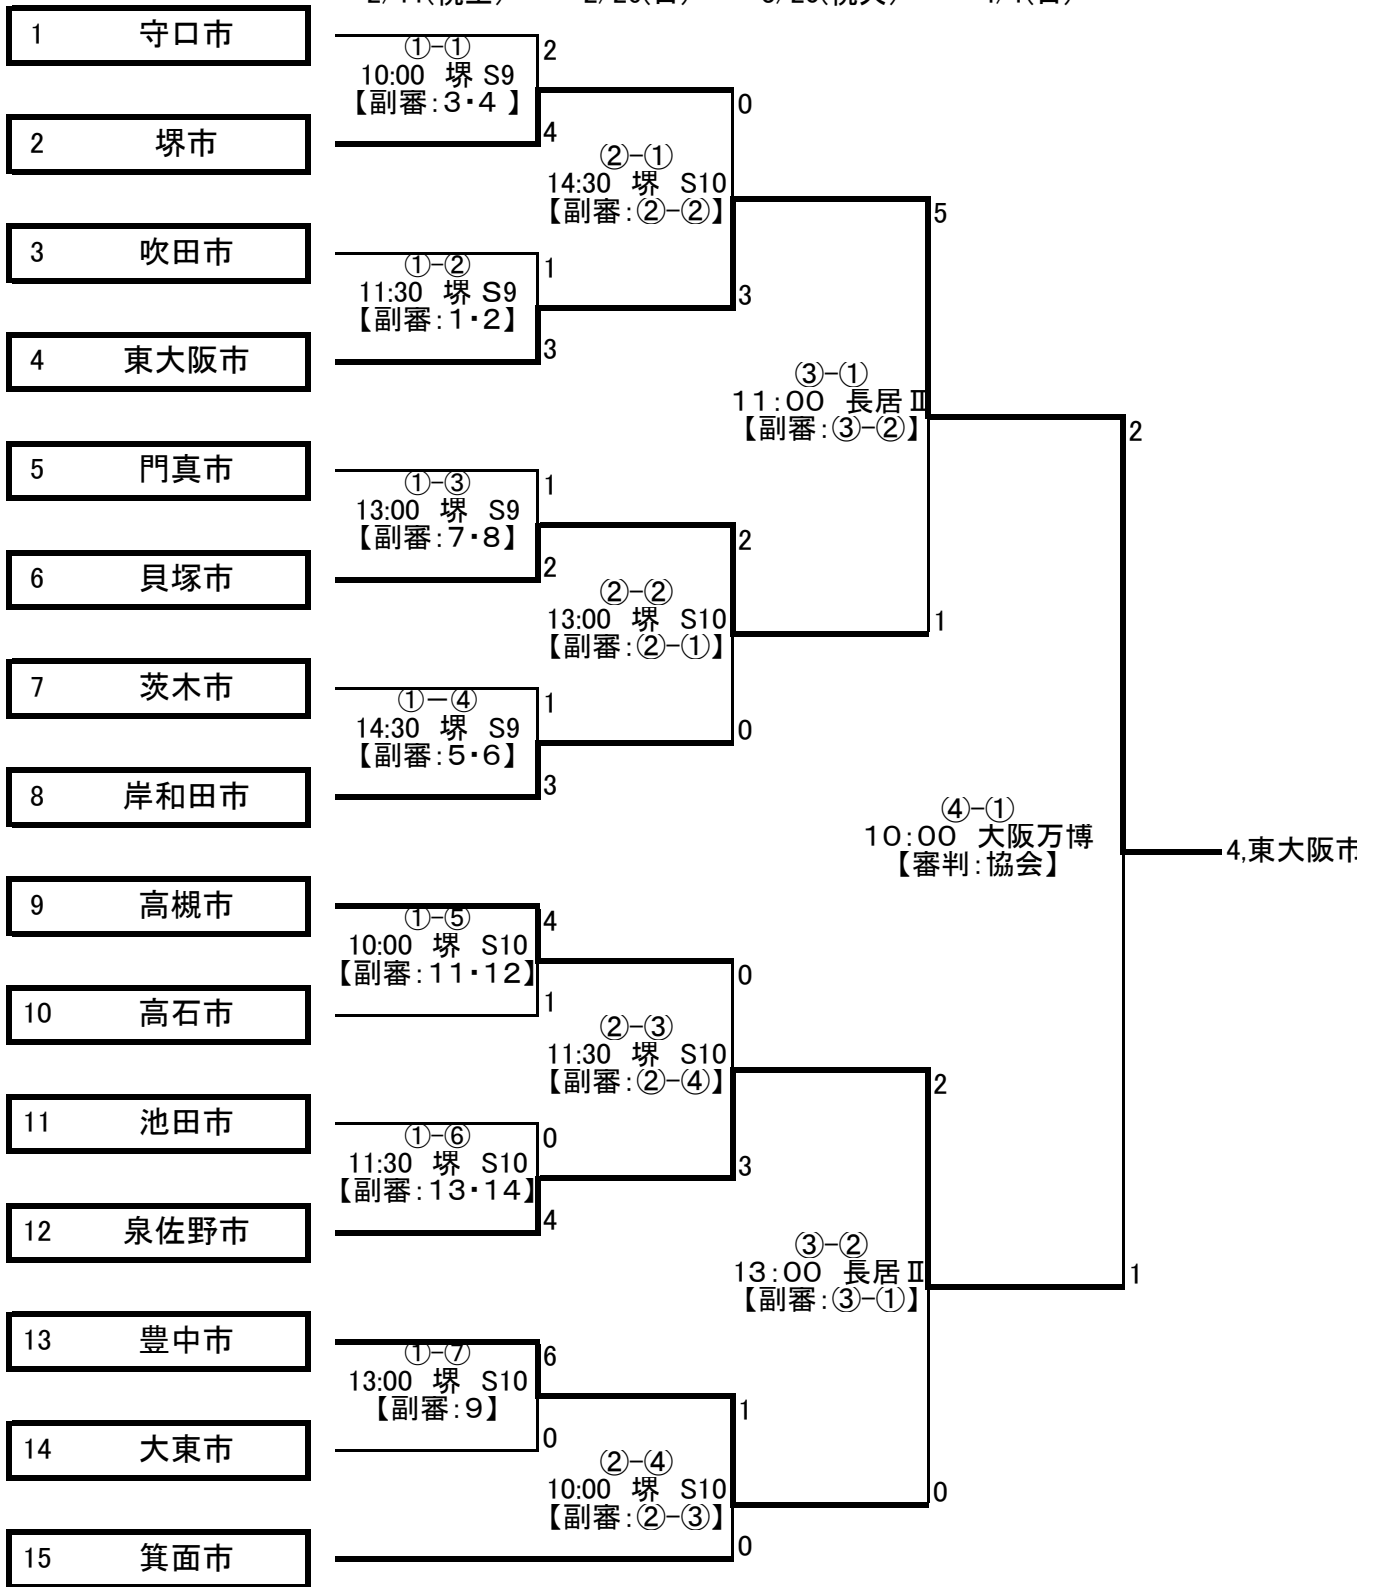 1 守口市
2 堺市
3 吹田市
4 東大阪市
5 門真市
6 貝塚市
7 茨木市
8 岸和田市
9 高槻市
10 高石市
11 池田市
12 泉佐野市
13 豊中市
14 大東市
15 箕面市
①-①
10:00 堺 S9
【副審:3・4 】
2
4
①-②
11:30 堺 S9
【副審:1・2】
1
3
①-③
13:00 堺 S9
【副審:7・8】
1
2
①-④
14:30 堺 S9
【副審:5・6】
1
3
①-⑤
10:00 堺 S10
【副審:11・12】
4
1
①-⑥
11:30 堺 S10
【副審:13・14】
0
4
①-⑦
13:00 堺 S10
【副審:9】
6
0
②-①
14:30 堺 S10
【副審:②-②】
0
3
②-②
13:00 堺 S10
【副審:②-①】
2
0
②-③
11:30 堺 S10
【副審:②-④】
0
3
②-④
10:00 堺 S10
【副審:②-③】
1
0
③-①
11:00 長居Ⅱ
【副審:③-②】
5
1
③-②
13:00 長居Ⅱ
【副審:③-①】
2
0
④-①
10:00 大阪万博
【審判:協会】
2
1
4,東大阪市